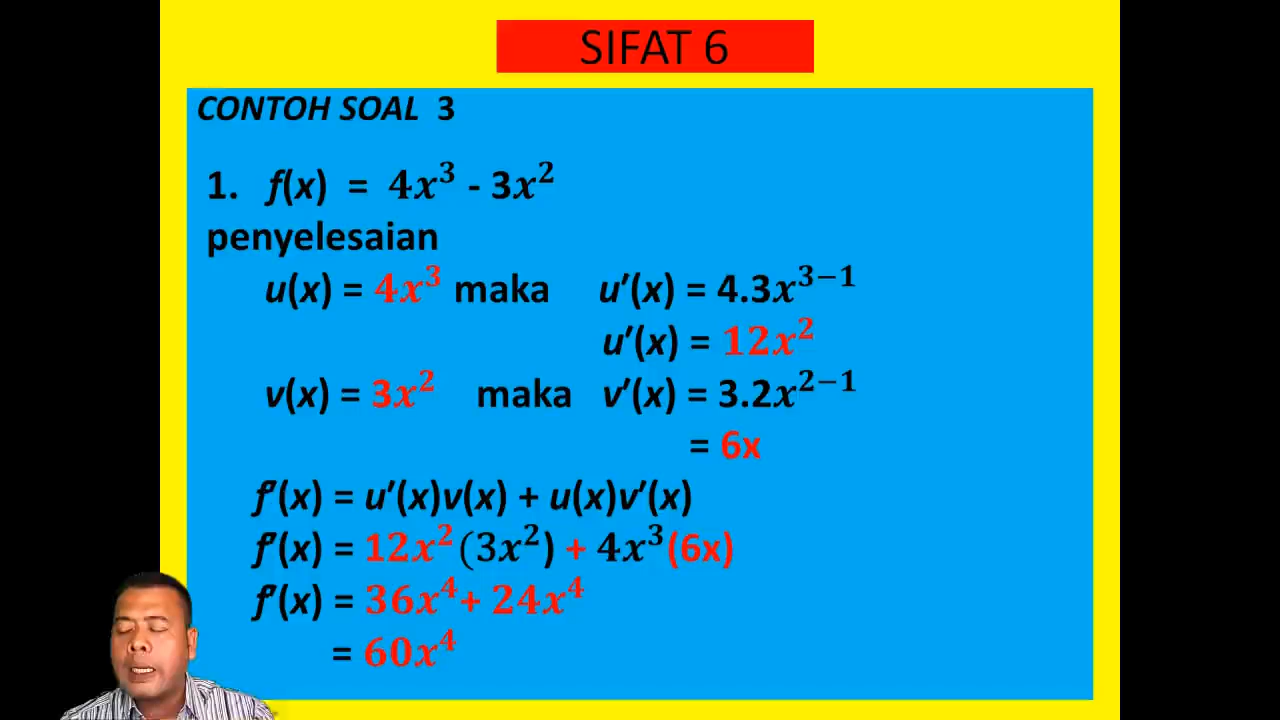 SIFAT 6
CONTOH SOAL 3
1. f(x) = 4x³ - 3x²
penyelesaian
u(x) = 4x³ maka u′(x) = 4.3x³⁻¹
u′(x) = 12x²
v(x) = 3x² maka v′(x) = 3.2x²⁻¹
= 6x
f′(x) = u′(x)v(x) + u(x)v′(x)
f′(x) = 12x²(3x²) + 4x³(6x)
f′(x) = 36x⁴+ 24x⁴
= 60x⁴